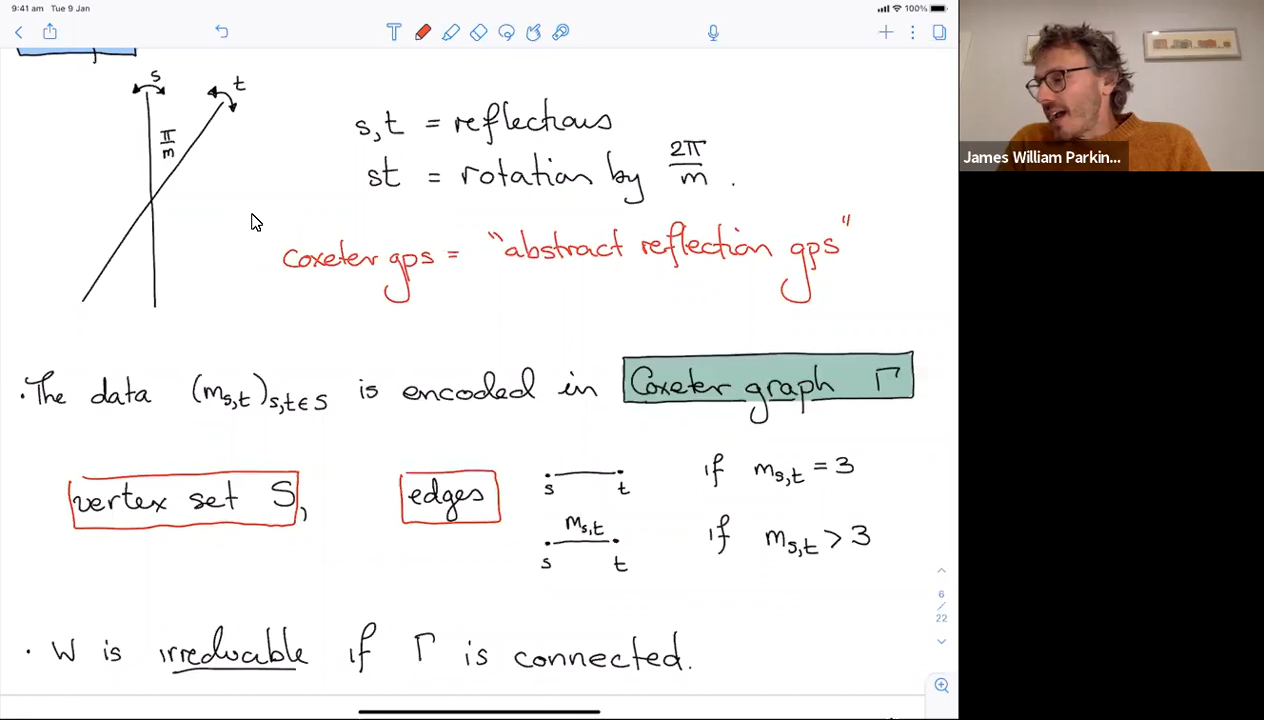 9:41 am Tue 9 Jan
100%
s
t
π/m
s,t = reflections
st = rotation by 2π/m .
coxeter gps = "abstract reflection gps"
· The data (m_{s,t})_{s,t∈S} is encoded in Coxeter graph Γ
vertex set S, edges
s t if m_{s,t} = 3
m_{s,t}
s t if m_{s,t} > 3
· W is irreducible if Γ is connected.
6
/
22
James William Parkin...